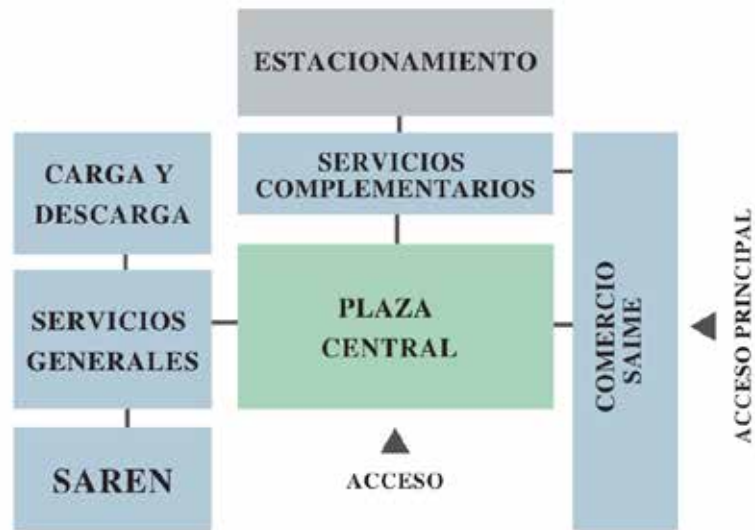 ESTACIONAMIENTO
CARGA Y
DESCARGA
SERVICIOS
COMPLEMENTARIOS
SERVICIOS
GENERALES
PLAZA
CENTRAL
COMERCIO
SAIME
ACCESO PRINCIPAL
SAREN
ACCESO